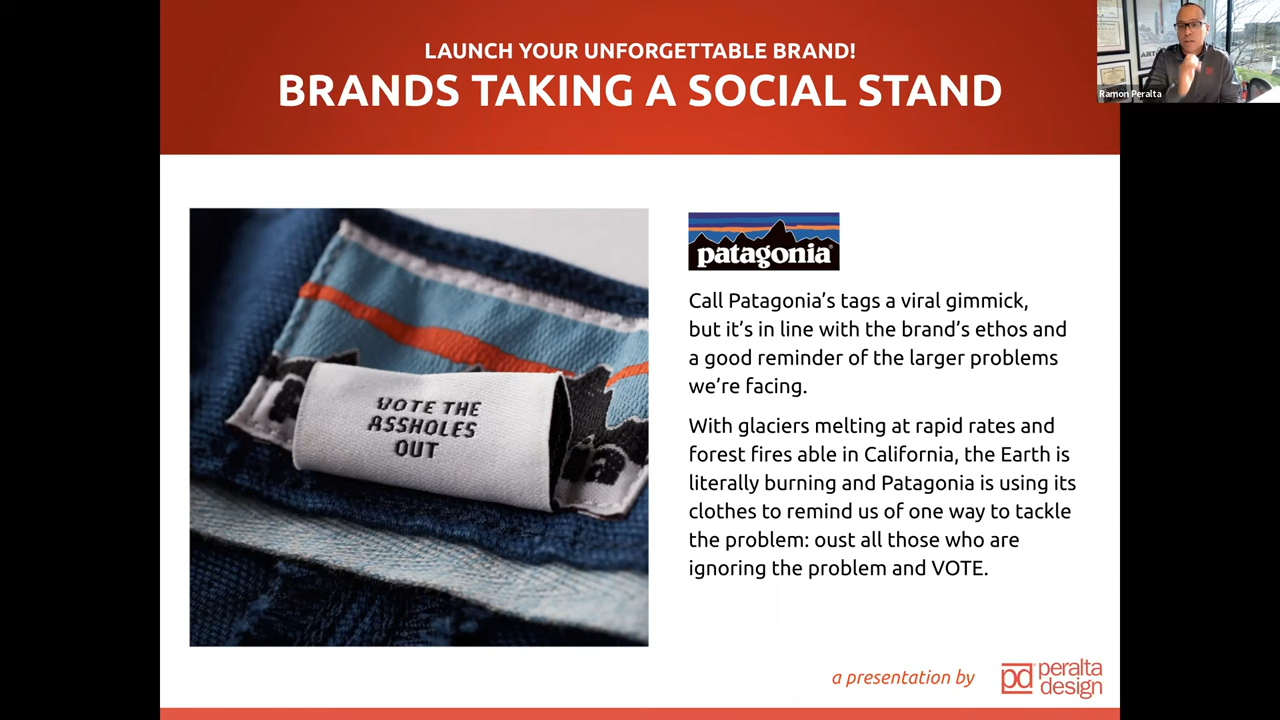 LAUNCH YOUR UNFORGETTABLE BRAND!
BRANDS TAKING A SOCIAL STAND
Ramon Peralta
VOTE THE
ASSHOLES
OUT
patagonia
Call Patagonia's tags a viral gimmick,
but it's in line with the brand's ethos and
a good reminder of the larger problems
we're facing.
With glaciers melting at rapid rates and
forest fires able in California, the Earth is
literally burning and Patagonia is using its
clothes to remind us of one way to tackle
the problem: oust all those who are
ignoring the problem and VOTE.
a presentation by
pd peralta
design